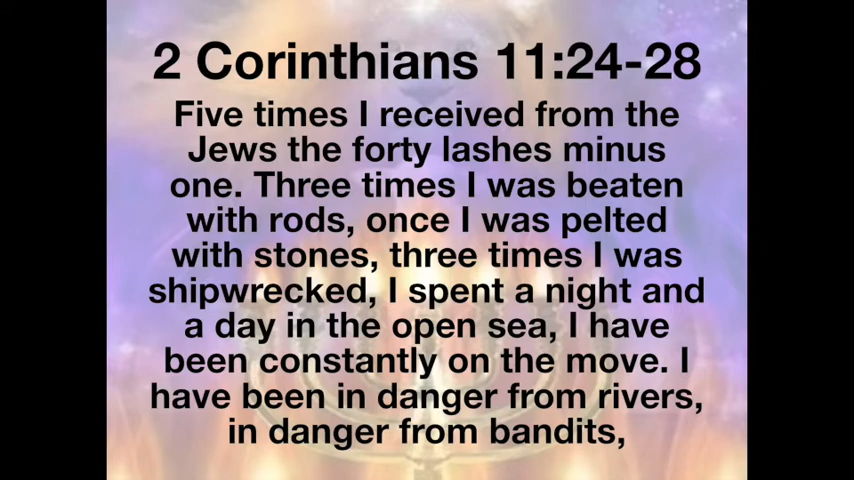 2 Corinthians 11:24-28
Five times I received from the
Jews the forty lashes minus
one. Three times I was beaten
with rods, once I was pelted
with stones, three times I was
shipwrecked, I spent a night and
a day in the open sea, I have
been constantly on the move. I
have been in danger from rivers,
in danger from bandits,